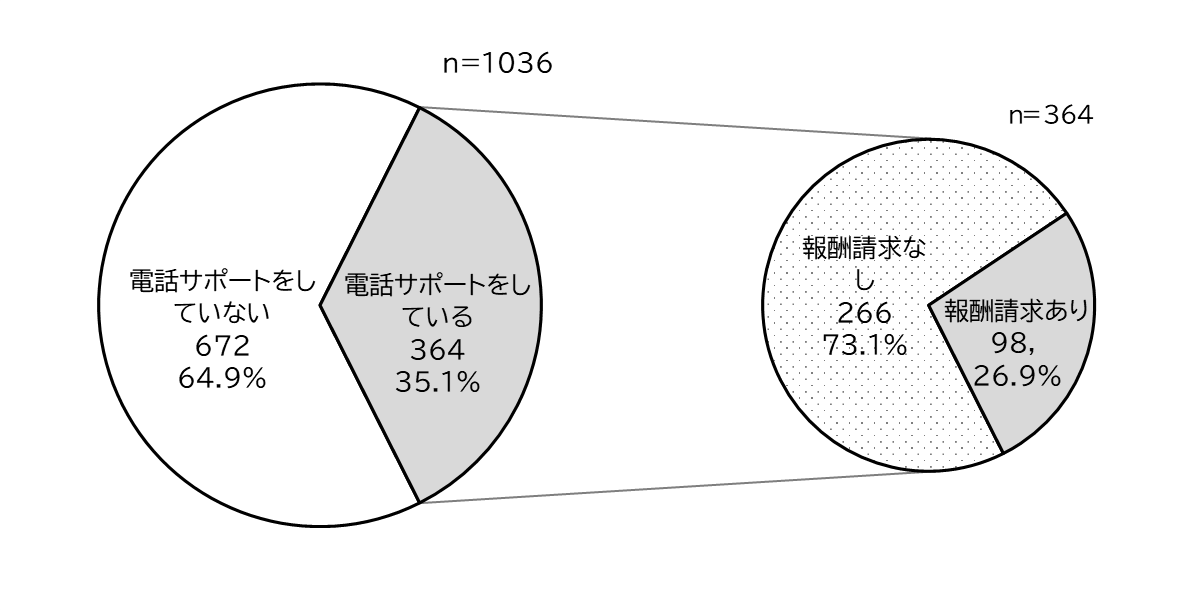 n=1036
電話サポートをし
ていない
672
64.9%
電話サポートをし
ている
364
35.1%
n=364
報酬請求な
し
266
73.1%
報酬請求あり
98,
26.9%